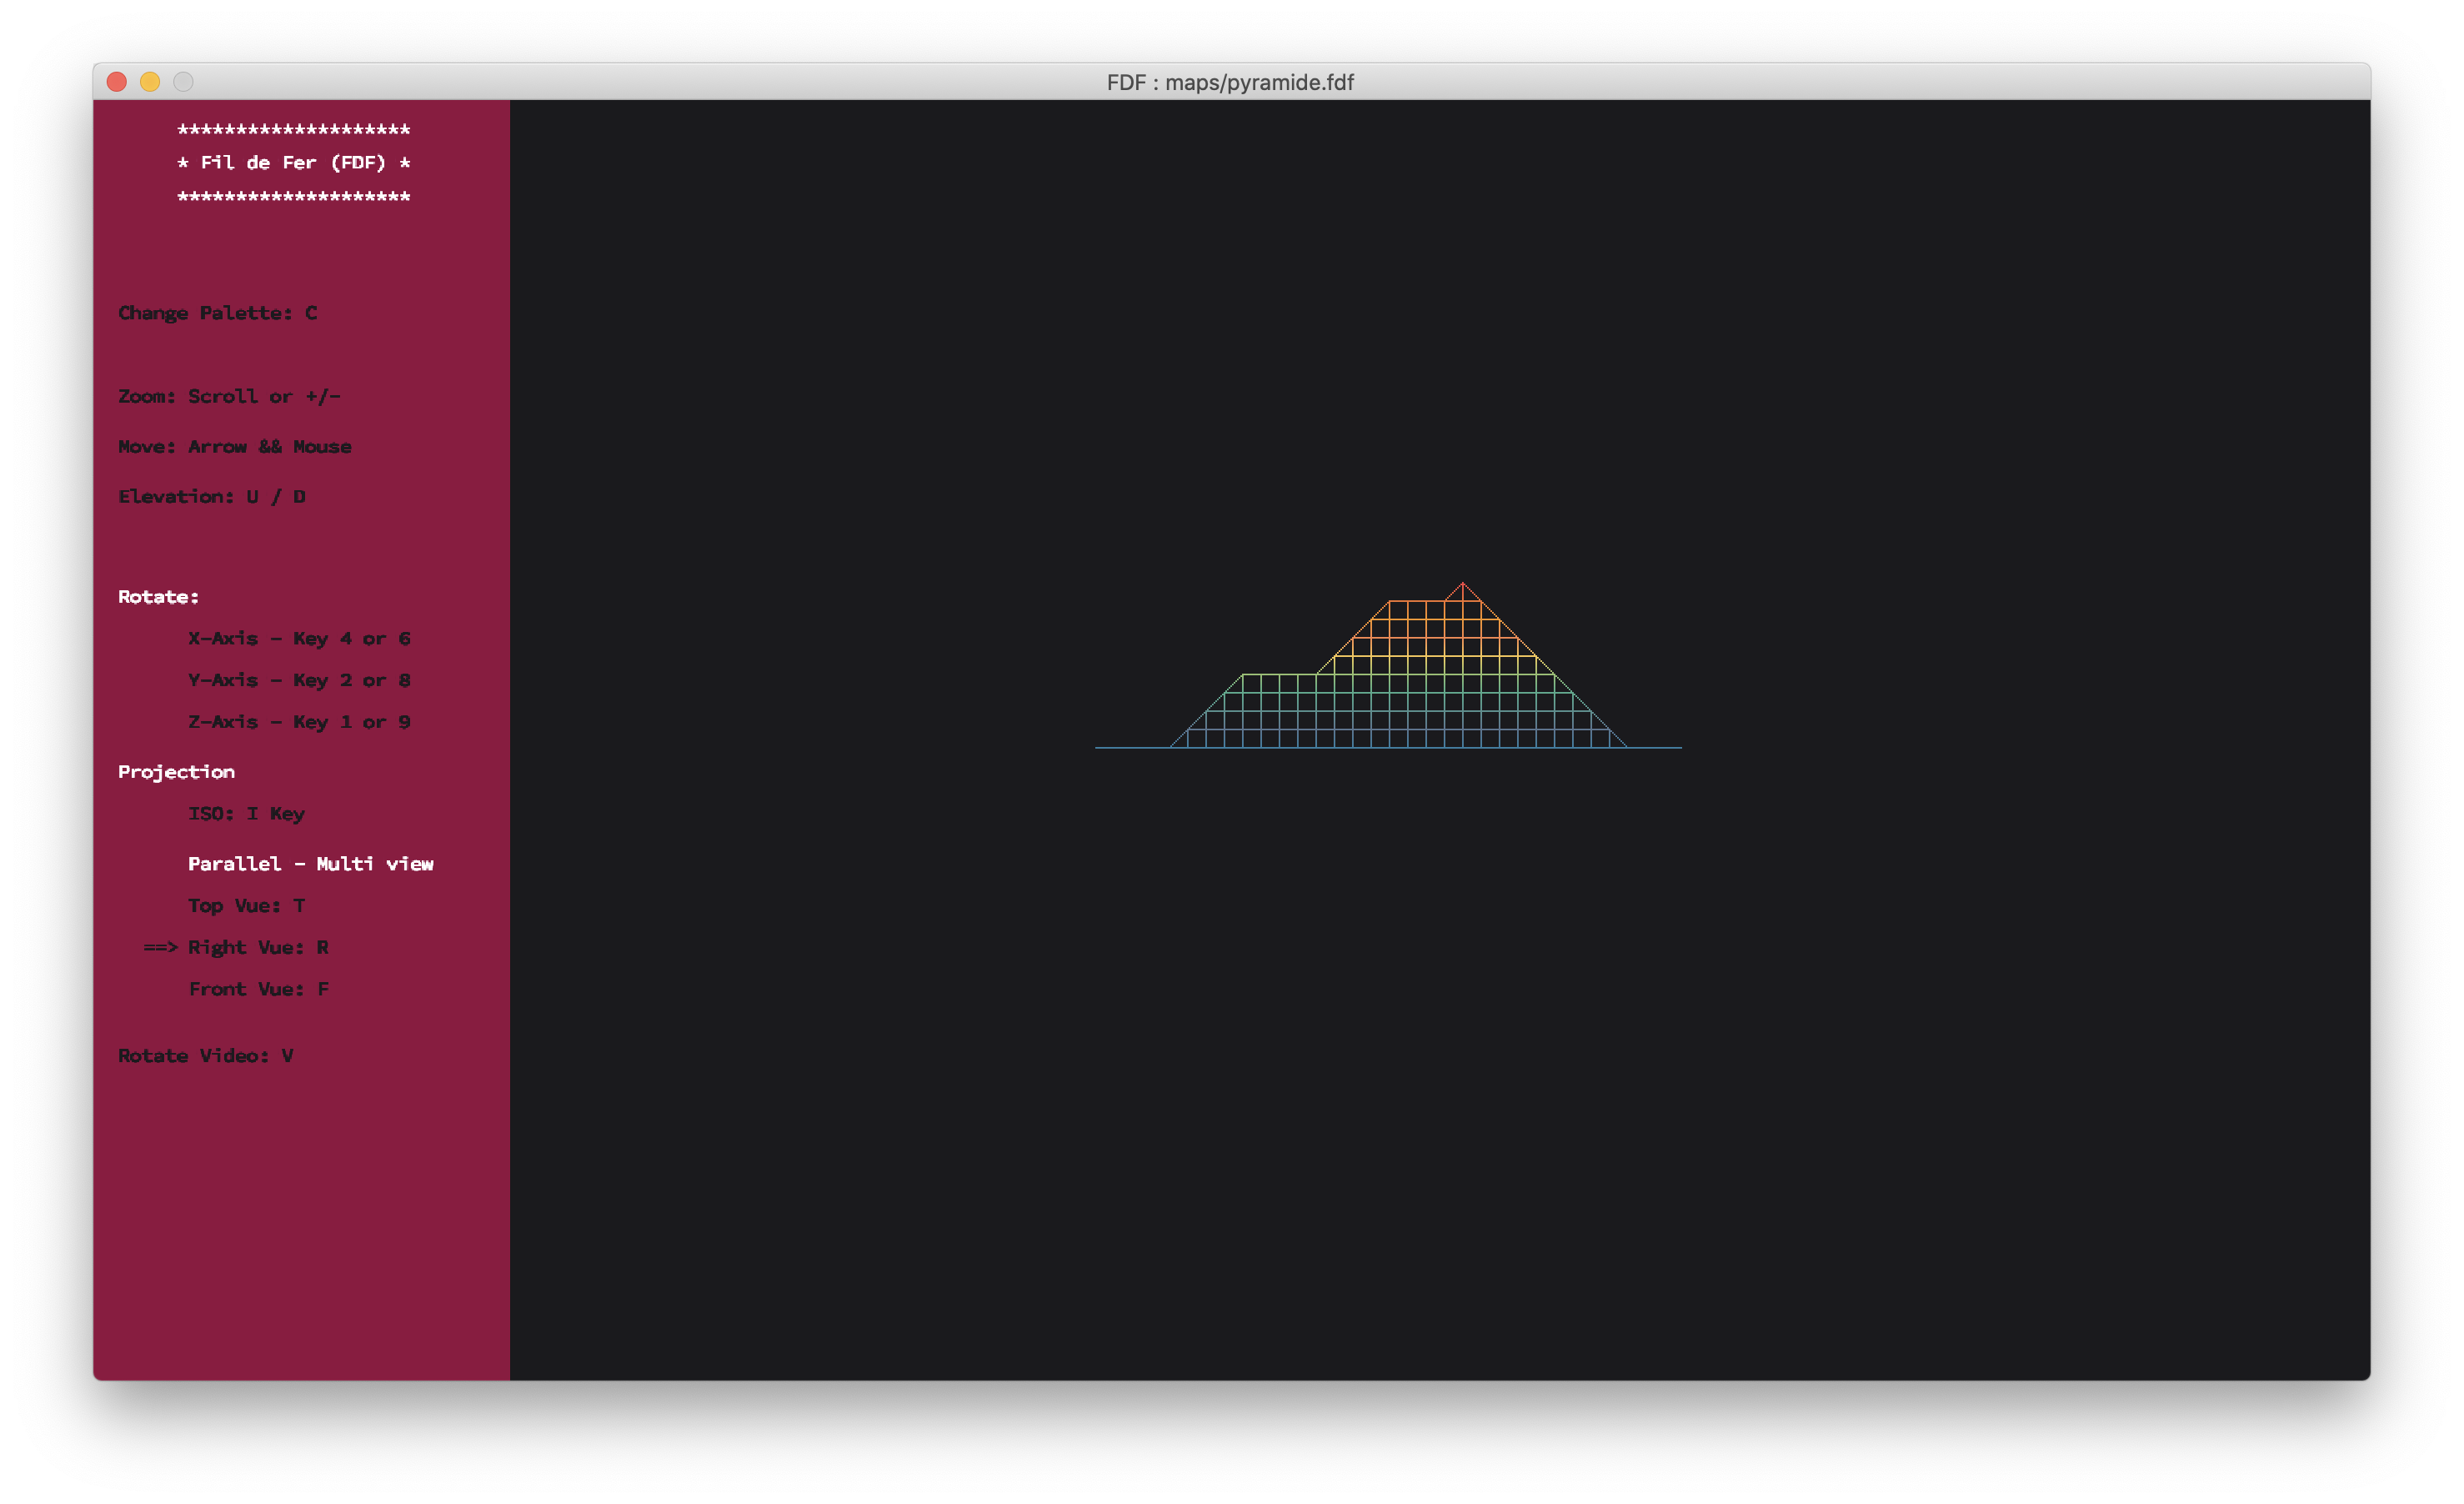 FDF : maps/pyramide.fdf
********************
* Fil de Fer (FDF) *
********************
Change Palette: C
Zoom: Scroll or +/-
Move: Arrow && Mouse
Elevation: U / D
Rotate:
X-Axis - Key 4 or 6
Y-Axis - Key 2 or 8
Z-Axis - Key 1 or 9
Projection
ISO: I Key
Parallel - Multi view
Top Vue: T
==> Right Vue: R
Front Vue: F
Rotate Video: V